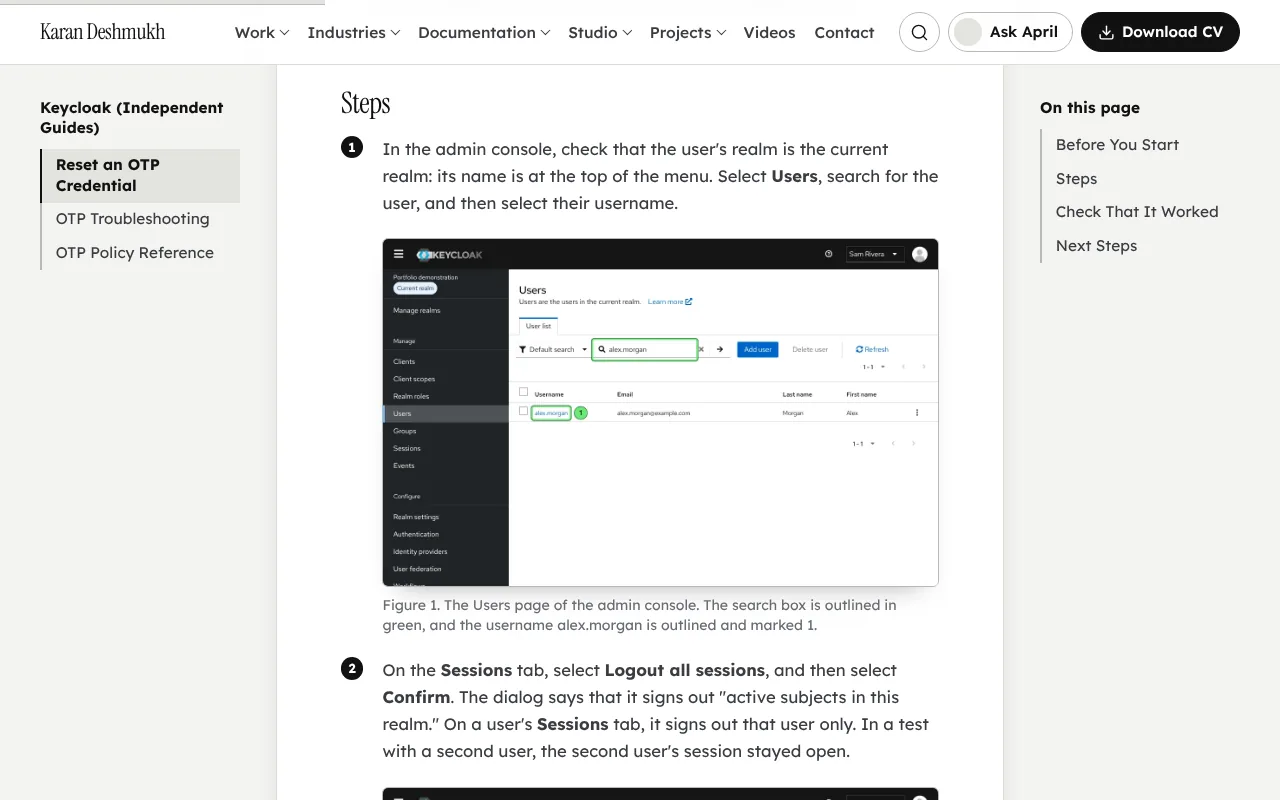 Karan Deshmukh
Work
Industries
Documentation
Studio
Projects
Videos
Contact
Ask April
Download CV
Keycloak (Independent
Guides)
Reset an OTP
Credential
OTP Troubleshooting
OTP Policy Reference
Steps
1 In the admin console, check that the user's realm is the current
realm: its name is at the top of the menu. Select Users, search for the
user, and then select their username.
KEYCLOAK
Sam Rivera
Portfolio demonstration
Current realm
Manage realms
Manage
Clients
Client scopes
Realm roles
Users
Groups
Sessions
Events
Configure
Realm settings
Authentication
Identity providers
User federation
Users
Users are the users in the current realm. Learn more
User list
Default search
alex.morgan
Add user
Delete user
Refresh
1-1
Username Email Last name First name
alex.morgan 1 alex.morgan@example.com Morgan Alex
1-1
Figure 1. The Users page of the admin console. The search box is outlined in
green, and the username alex.morgan is outlined and marked 1.
2 On the Sessions tab, select Logout all sessions, and then select
Confirm. The dialog says that it signs out "active subjects in this
realm." On a user's Sessions tab, it signs out that user only. In a test
with a second user, the second user's session stayed open.
On this page
Before You Start
Steps
Check That It Worked
Next Steps